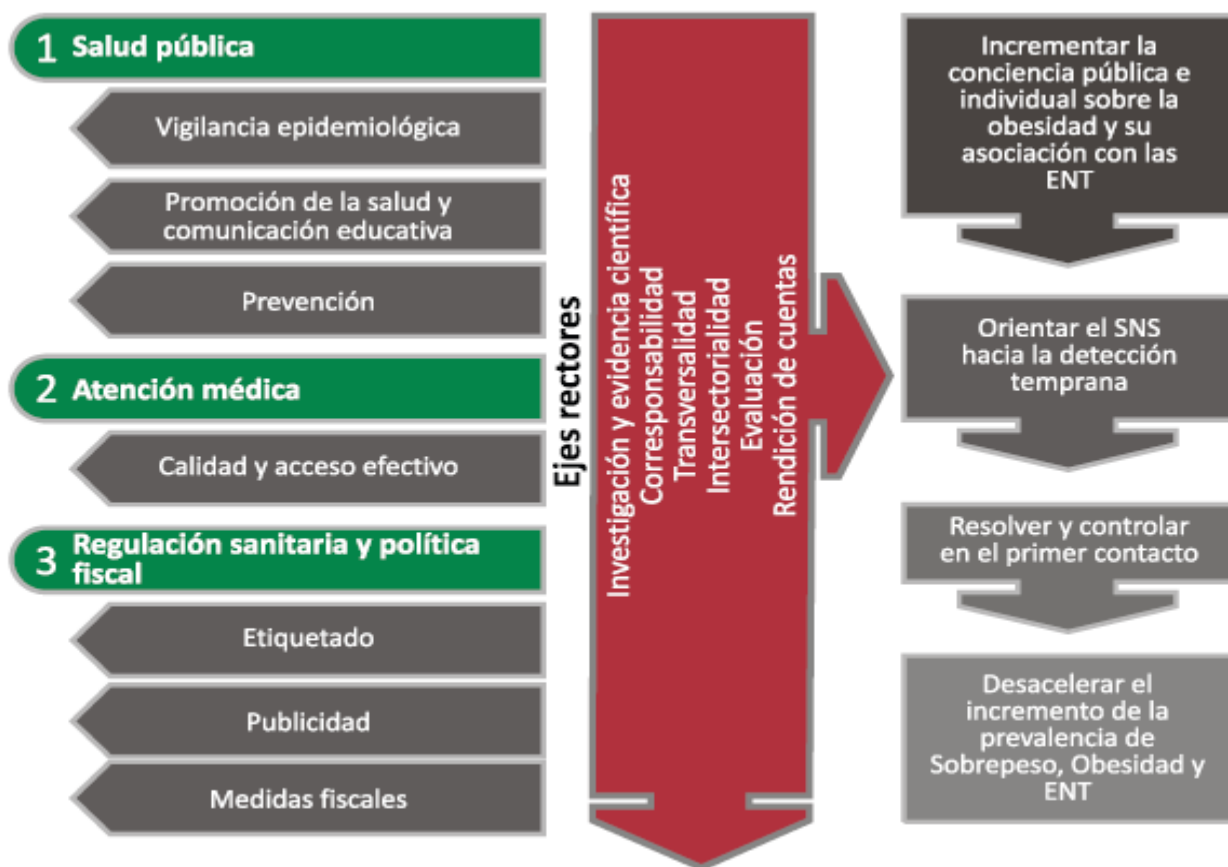 1 Salud pública
Vigilancia epidemiológica
Promoción de la salud y
comunicación educativa
Prevención
2 Atención médica
Calidad y acceso efectivo
3 Regulación sanitaria y política
fiscal
Etiquetado
Publicidad
Medidas fiscales
Ejes rectores
Investigación y evidencia científica
Corresponsabilidad
Transversalidad
Intersectorialidad
Evaluación
Rendición de cuentas
Incrementar la
conciencia pública e
individual sobre la
obesidad y su
asociación con las
ENT
Orientar el SNS
hacia la detección
temprana
Resolver y controlar
en el primer contacto
Desacelerar el
incremento de la
prevalencia de
Sobrepeso, Obesidad y
ENT